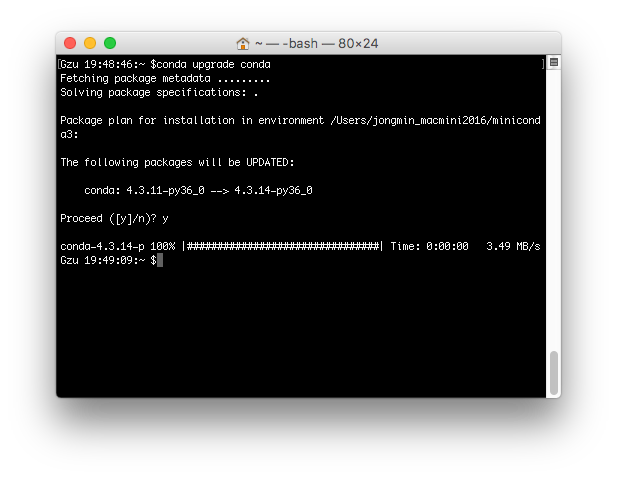 ~ — -bash — 80×24
[Gzu 19:48:46:~ $conda upgrade conda ]
Fetching package metadata .........
Solving package specifications: .
Package plan for installation in environment /Users/jongmin_macmini2016/minicond
a3:
The following packages will be UPDATED:
conda: 4.3.11-py36_0 --> 4.3.14-py36_0
Proceed ([y]/n)? y
conda-4.3.14-p 100% |################################| Time: 0:00:00 3.49 MB/s
Gzu 19:49:09:~ $